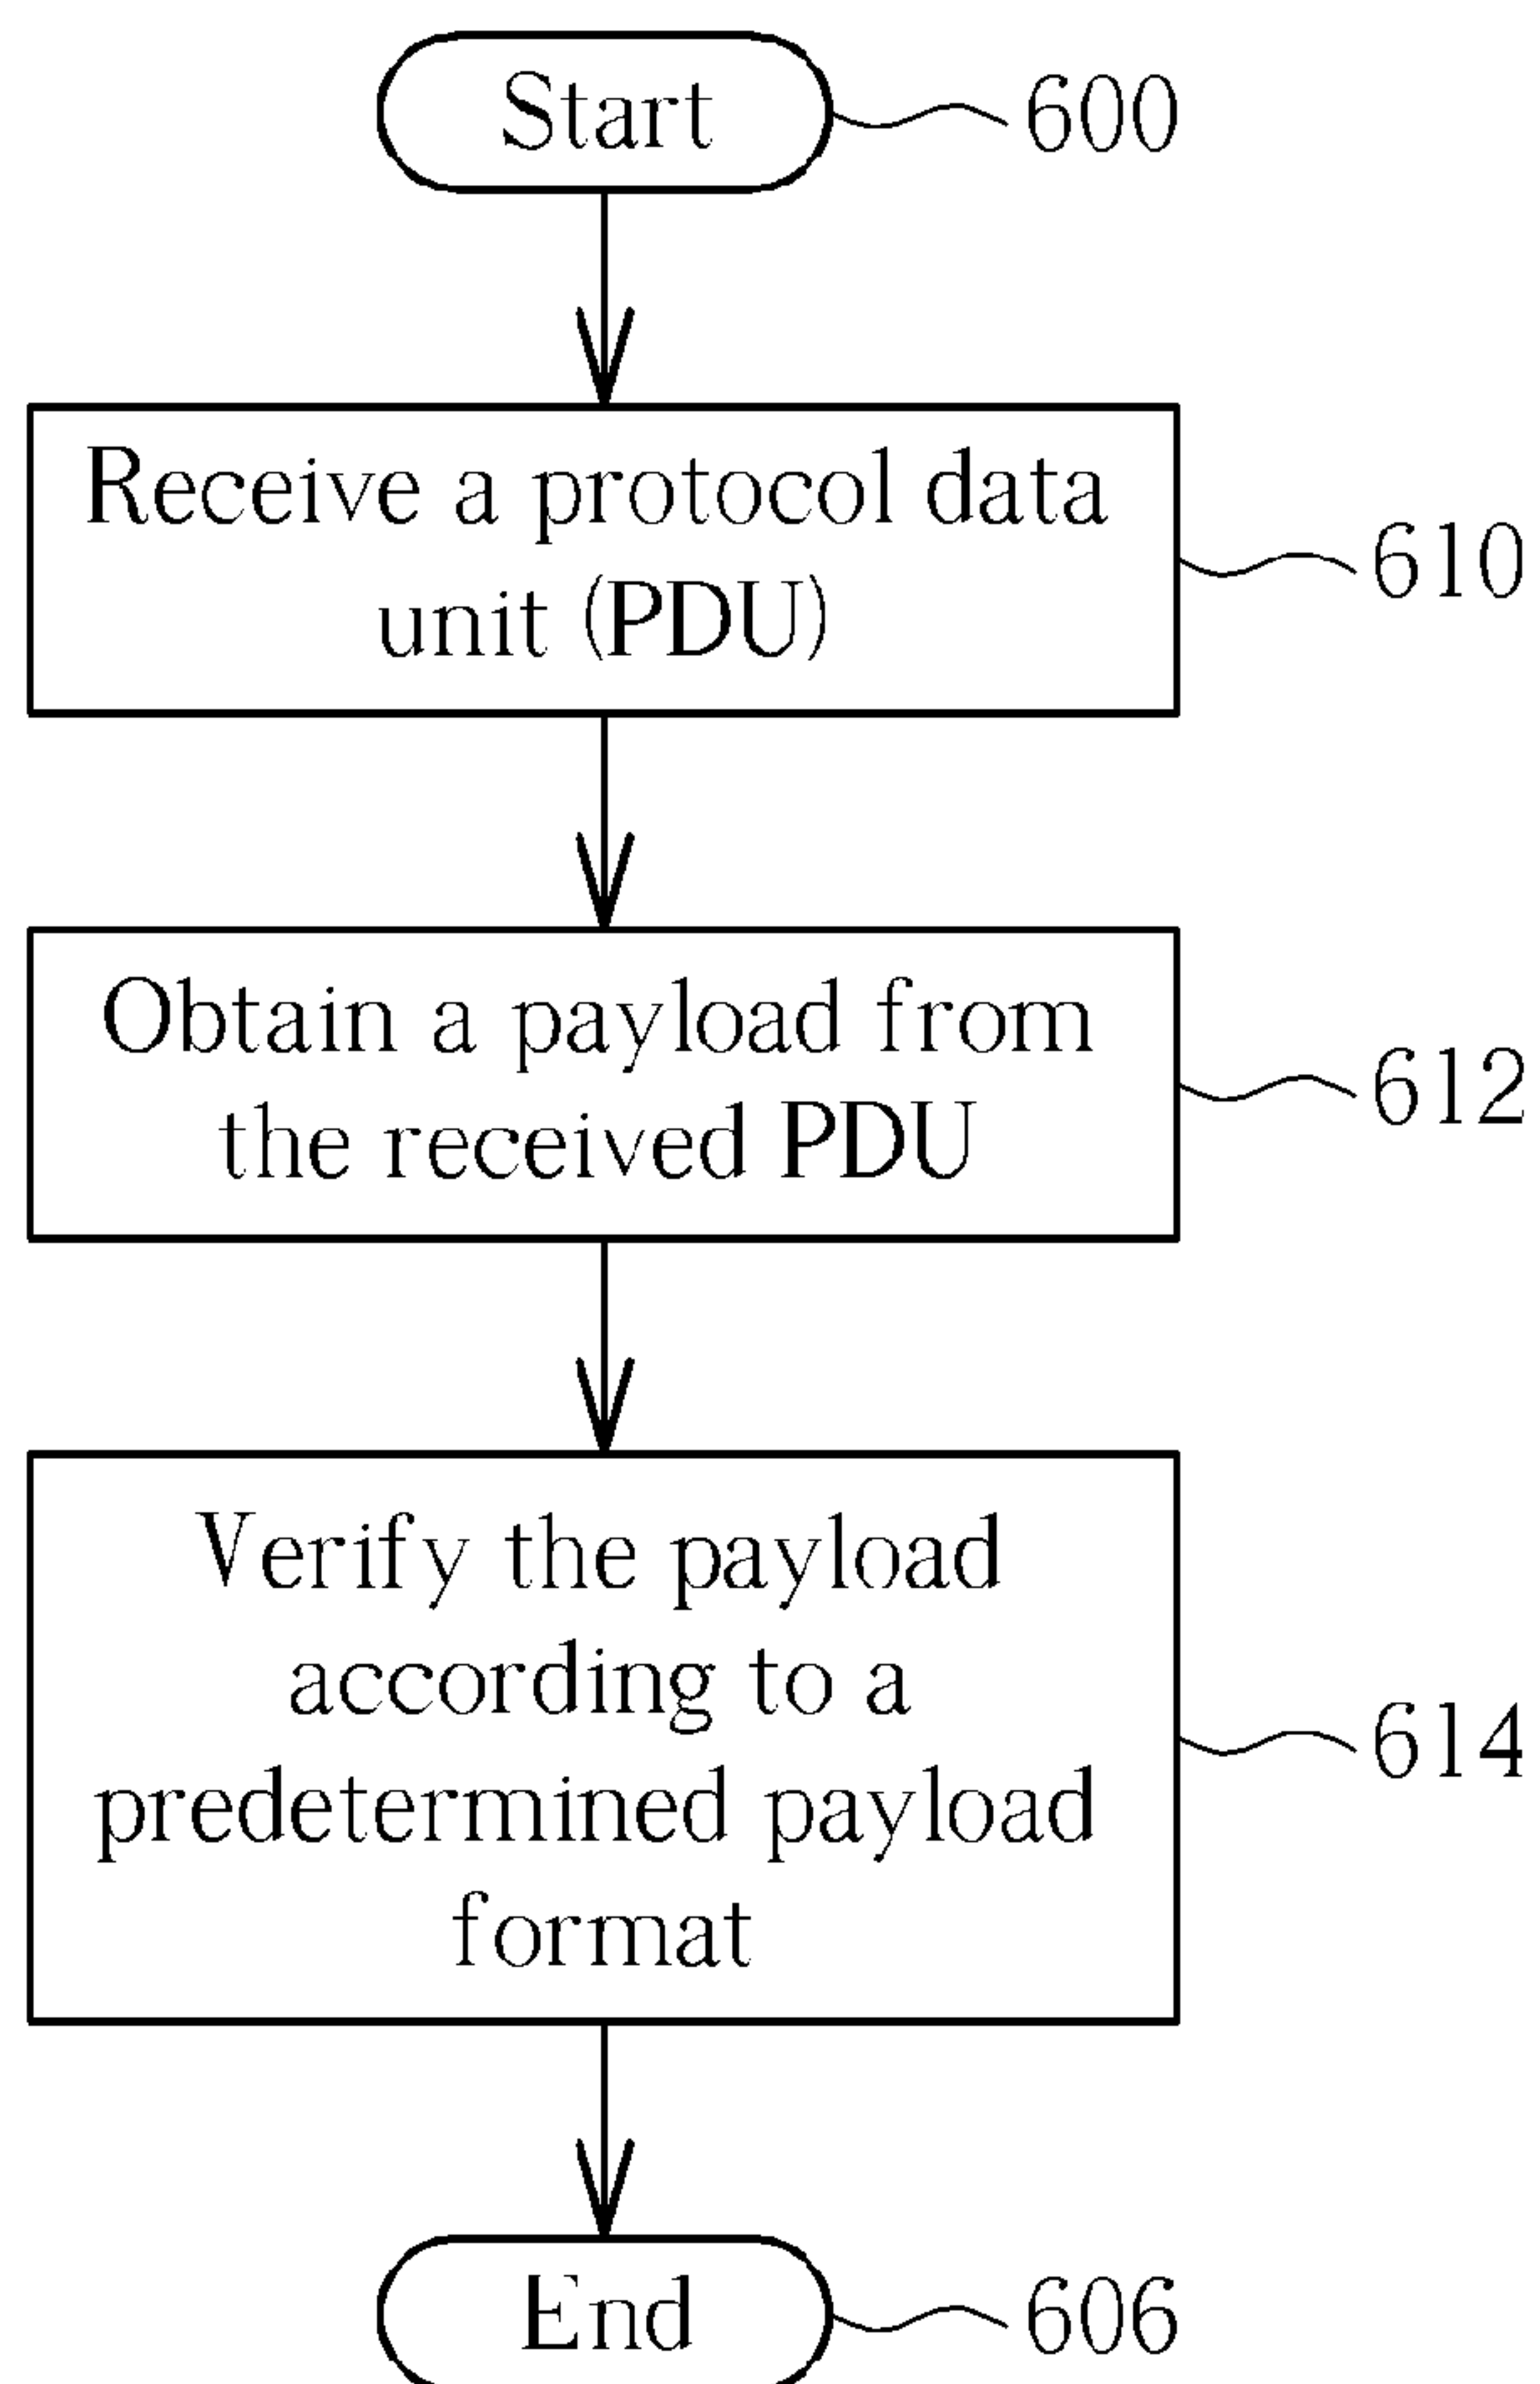 Start
600
Receive a protocol data
unit (PDU)
610
Obtain a payload from
the received PDU
612
Verify the payload
according to a
predetermined payload
format
614
End
606